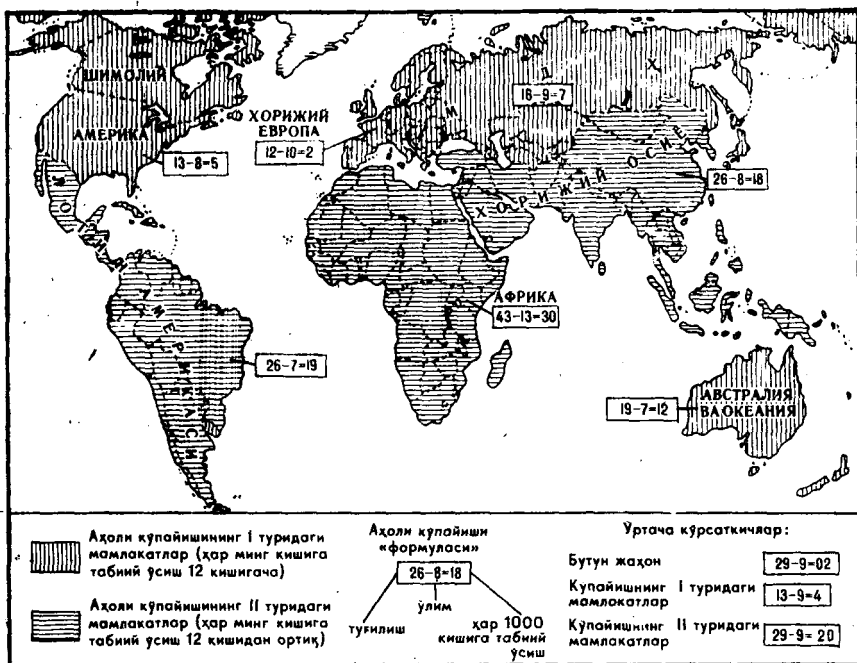 ШИМОЛИЙ
АМЕРИКА
13-8=5
ХОРИЖИЙ
ЕВРОПА
12-10=2
М
Д
Х
16-9=7
ХОРИЖИЙ ОСИЁ
26-8=18
АФРИКА
43-13=30
ЛОТИН АМЕРИКАСИ
26-7=19
АВСТРАЛИЯ
ВА ОКЕАНИЯ
19-7=12
Аҳоли кўпайишининг I туридаги
мамлакатлар (ҳар минг кишига
табиий ўсиш 12 кишигача)
Аҳоли кўпайишининг II туридаги
мамлакатлар (ҳар минг кишига
табиий ўсиш 12 кишидан ортиқ)
Аҳоли кўпайиши
«формуласи»
26-8=18
ўлим
туғилиш
ҳар 1000
кишига табиий
ўсиш
Ўртача кўрсаткичлар:
Бутун жаҳон 29-9=02
Кўпайишнинг I туридаги
мамлокатлар 13-9=4
Кўпайишнинг II туридаги
мамлакатлар 29-9=20